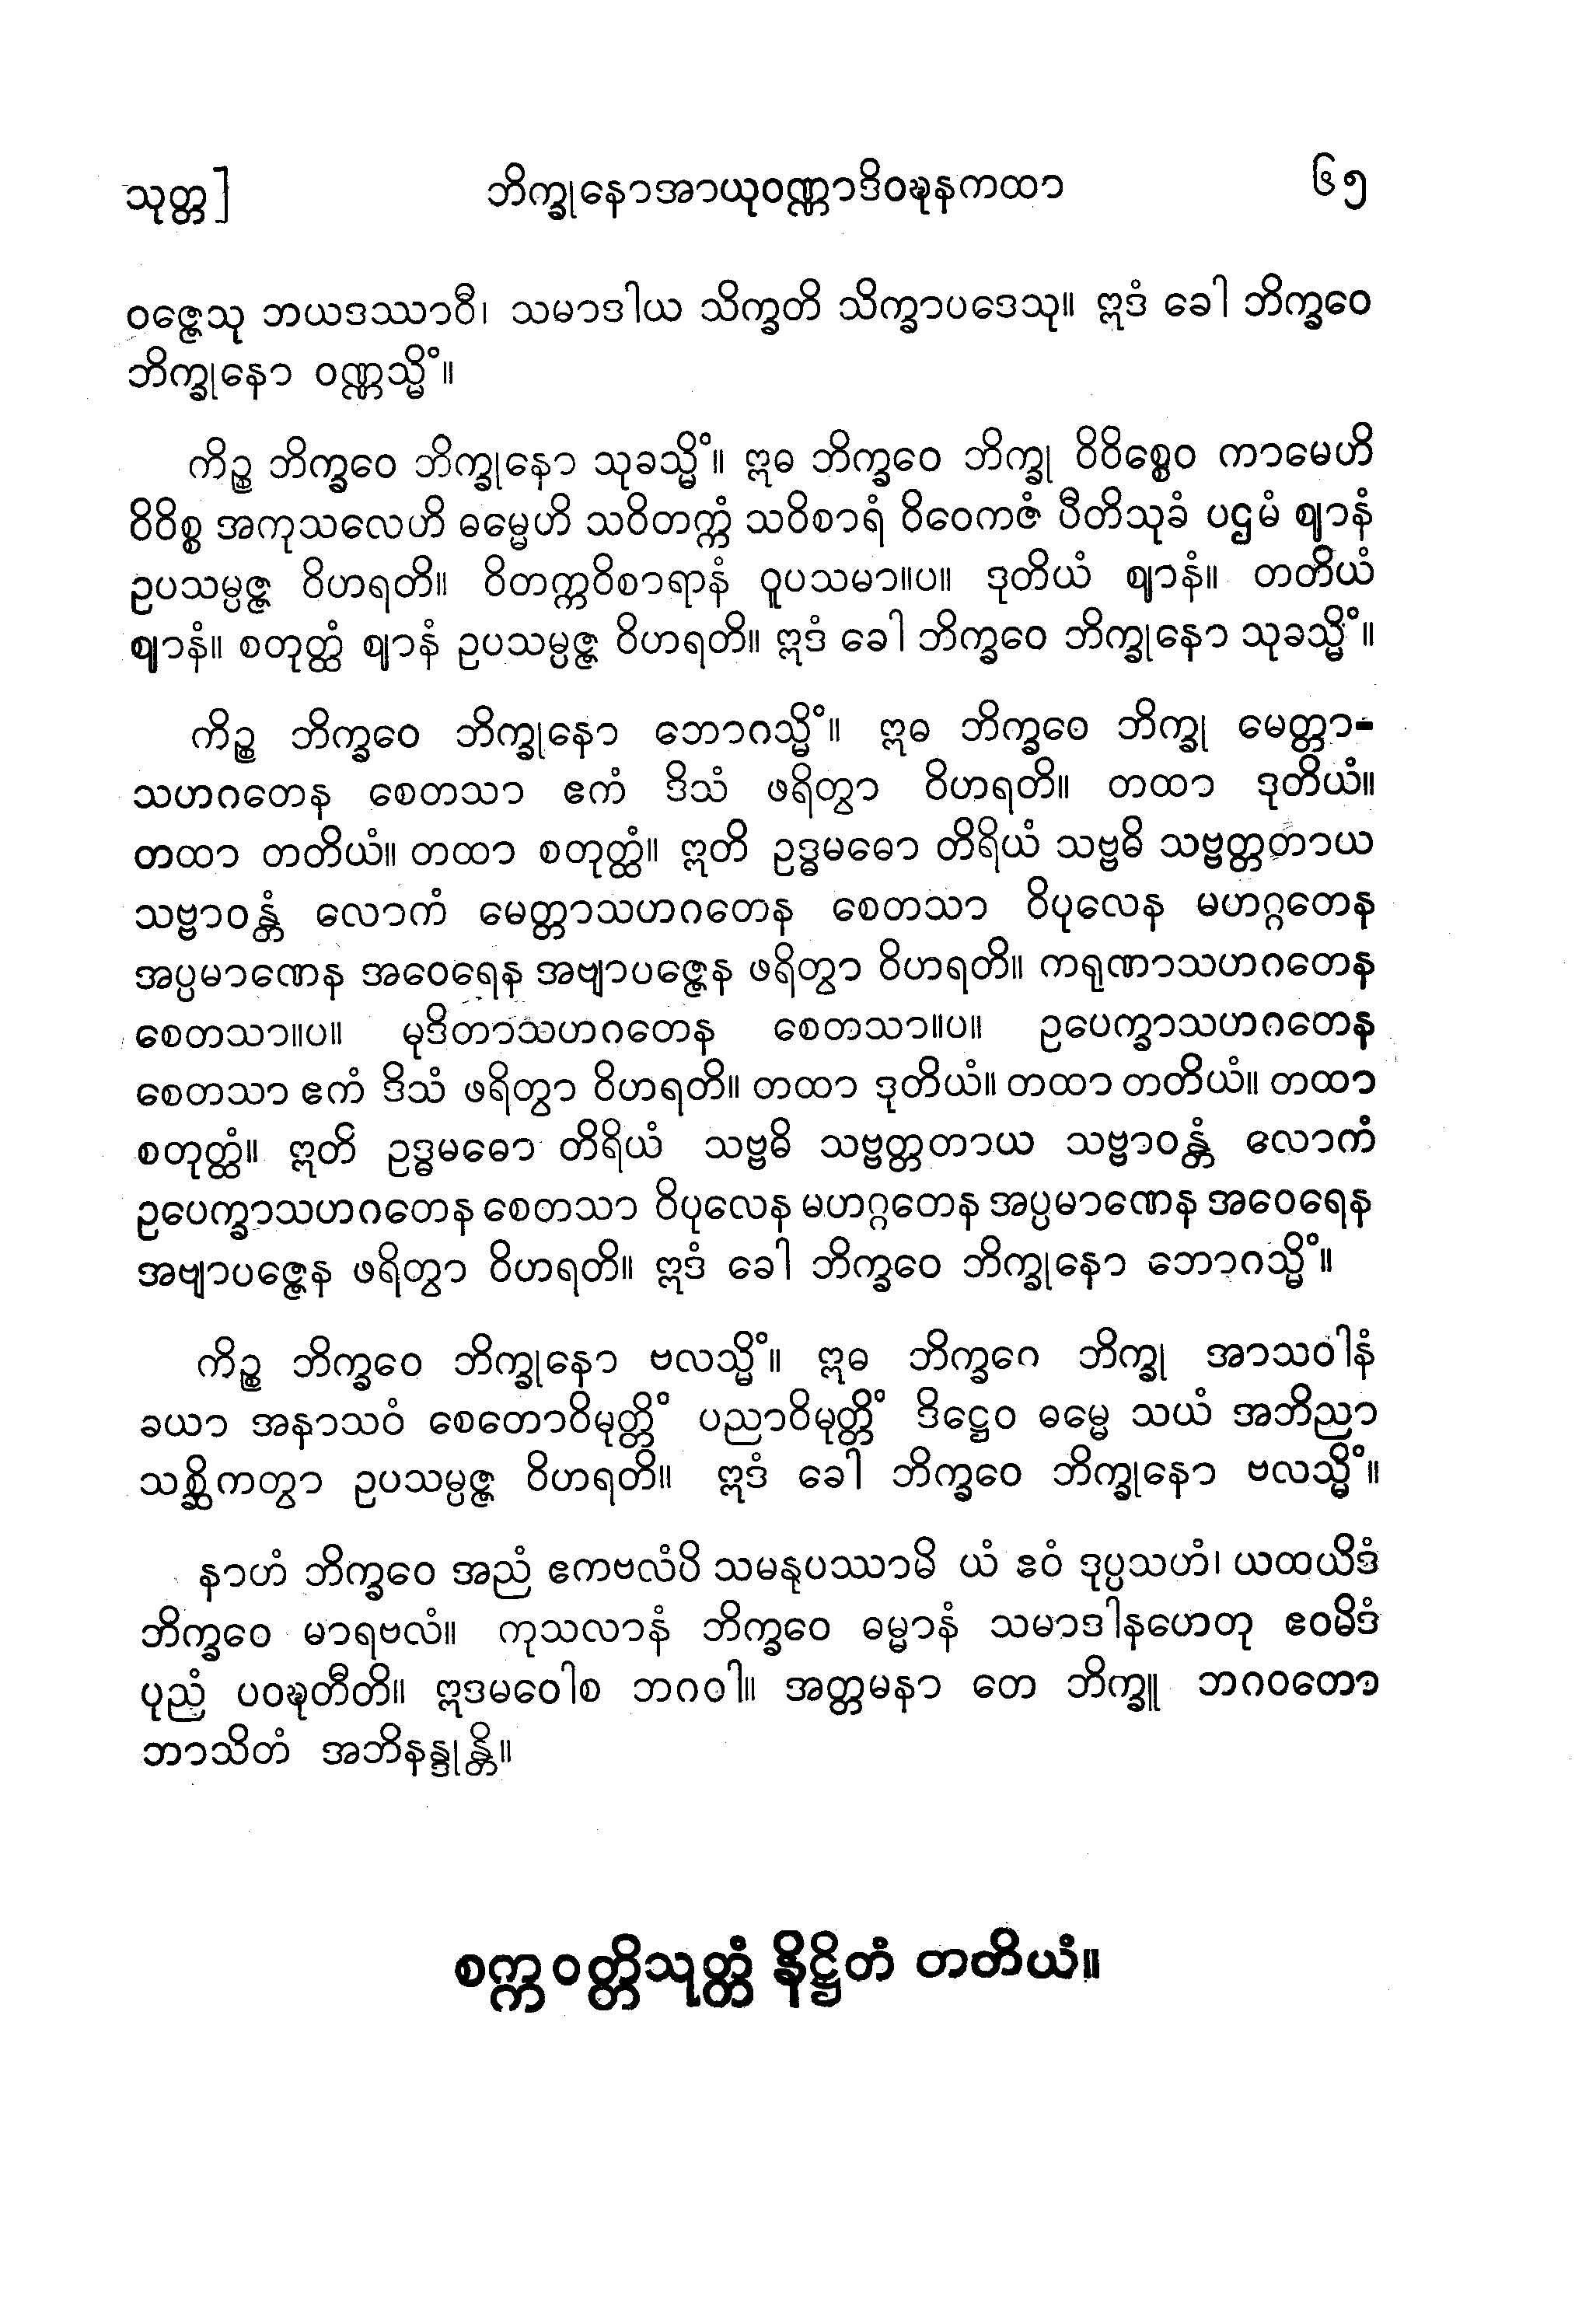 သုတ္တ] ဘိက္ခုနောအာယုဝဏ္ဏာဒိဝဍ္ဎနကထာ ၆၅
ဝဇ္ဇေသု ဘယဒဿာဝီ၊ သမာဒါယ သိက္ခတိ သိက္ခာပဒေသု။ ဣဒံ ခေါ ဘိက္ခဝေ
ဘိက္ခုနော ဝဏ္ဏသ္မိံ။
ကိဉ္စ ဘိက္ခဝေ ဘိက္ခုနော သုခသ္မိံ။ ဣဓ ဘိက္ခဝေ ဘိက္ခု ဝိဝိစ္စေဝ ကာမေဟိ
ဝိဝိစ္စ အကုသလေဟိ ဓမ္မေဟိ သဝိတက္ကံ သဝိစာရံ ဝိဝေကဇံ ပီတိသုခံ ပဌမံ ဈာနံ
ဥပသမ္ပဇ္ဇ ဝိဟရတိ။ ဝိတက္ကဝိစာရာနံ ဝူပသမာ။ပ။ ဒုတိယံ ဈာနံ။ တတိယံ
ဈာနံ။ စတုတ္ထံ ဈာနံ ဥပသမ္ပဇ္ဇ ဝိဟရတိ။ ဣဒံ ခေါ ဘိက္ခဝေ ဘိက္ခုနော သုခသ္မိံ။
ကိဉ္စ ဘိက္ခဝေ ဘိက္ခုနော ဘောဂသ္မိံ။ ဣဓ ဘိက္ခဝေ ဘိက္ခု မေတ္တာ-
သဟဂတေန စေတသာ ဧကံ ဒိသံ ဖရိတွာ ဝိဟရတိ။ တထာ ဒုတိယံ။
တထာ တတိယံ။ တထာ စတုတ္ထံ။ ဣတိ ဥဒ္ဓမဓော တိရိယံ သဗ္ဗဓိ သဗ္ဗတ္တတာယ
သဗ္ဗာဝန္တံ လောကံ မေတ္တာသဟဂတေန စေတသာ ဝိပုလေန မဟဂ္ဂတေန
အပ္ပမာဏေန အဝေရေန အဗျာပဇ္ဇေန ဖရိတွာ ဝိဟရတိ။ ကရုဏာသဟဂတေန
စေတသာ။ပ။ မုဒိတာသဟဂတေန စေတသာ။ပ။ ဥပေက္ခာသဟဂတေန
စေတသာ ဧကံ ဒိသံ ဖရိတွာ ဝိဟရတိ။ တထာ ဒုတိယံ။ တထာ တတိယံ။ တထာ
စတုတ္ထံ။ ဣတိ ဥဒ္ဓမဓော တိရိယံ သဗ္ဗဓိ သဗ္ဗတ္တတာယ သဗ္ဗာဝန္တံ လောကံ
ဥပေက္ခာသဟဂတေန စေတသာ ဝိပုလေန မဟဂ္ဂတေန အပ္ပမာဏေန အဝေရေန
အဗျာပဇ္ဇေန ဖရိတွာ ဝိဟရတိ။ ဣဒံ ခေါ ဘိက္ခဝေ ဘိက္ခုနော ဘောဂသ္မိံ။
ကိဉ္စ ဘိက္ခဝေ ဘိက္ခုနော ဗလသ္မိံ။ ဣဓ ဘိက္ခဂေ ဘိက္ခု အာသဝါနံ
ခယာ အနာသဝံ စေတောဝိမုတ္တိံ ပညာဝိမုတ္တိံ ဒိဋ္ဌေဝ ဓမ္မေ သယံ အဘိညာ
သစ္ဆိကတွာ ဥပသမ္ပဇ္ဇ ဝိဟရတိ။ ဣဒံ ခေါ ဘိက္ခဝေ ဘိက္ခုနော ဗလသ္မိံ။
နာဟံ ဘိက္ခဝေ အညံ ဧကဗလံပိ သမနုပဿာမိ ယံ ဧဝံ ဒုပ္ပသဟံ၊ ယထယိဒံ
ဘိက္ခဝေ မာရဗလံ။ ကုသလာနံ ဘိက္ခဝေ ဓမ္မာနံ သမာဒါနဟေတု ဧဝမိဒံ
ပုညံ ပဝဍ္ဎတီတိ။ ဣဒမဝေါစ ဘဂဝါ။ အတ္တမနာ တေ ဘိက္ခူ ဘဂဝတော
ဘာသိတံ အဘိနန္ဒုန္တိ။
စက္ကဝတ္တိသုတ္တံ နိဋ္ဌိတံ တတိယံ။